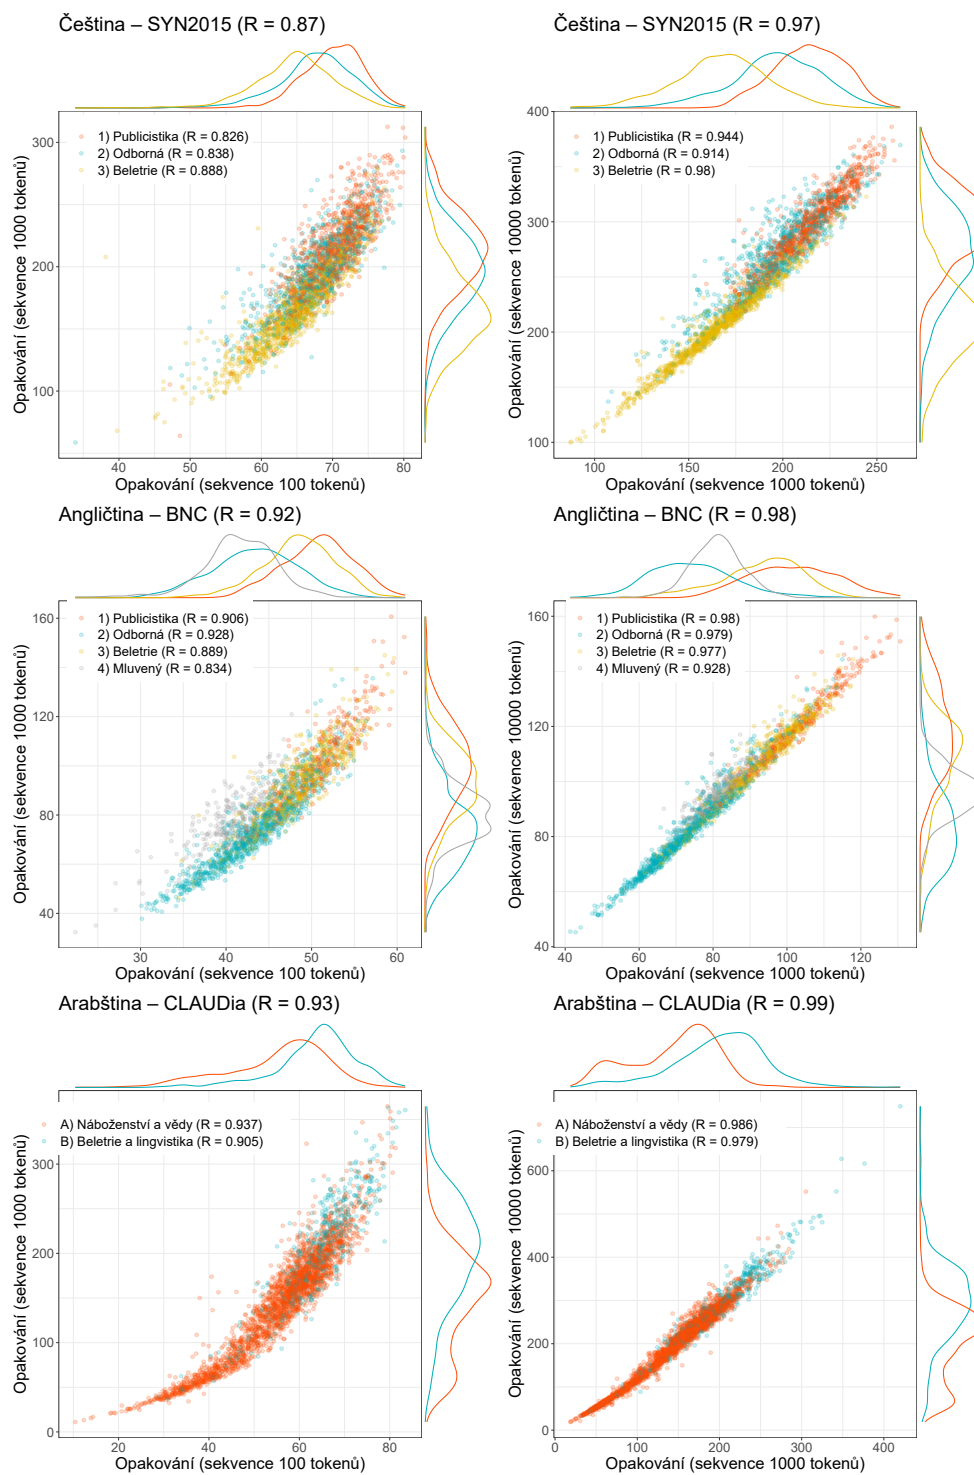 Čeština – SYN2015 (R = 0.87)
1) Publicistika (R = 0.826)
2) Odborná (R = 0.838)
3) Beletrie (R = 0.888)
Opakování (sekvence 1000 tokenů)
300
200
100
40
50
60
70
80
Opakování (sekvence 100 tokenů)
Čeština – SYN2015 (R = 0.97)
1) Publicistika (R = 0.944)
2) Odborná (R = 0.914)
3) Beletrie (R = 0.98)
Opakování (sekvence 10000 tokenů)
400
300
200
100
100
150
200
250
Opakování (sekvence 1000 tokenů)
Angličtina – BNC (R = 0.92)
1) Publicistika (R = 0.906)
2) Odborná (R = 0.928)
3) Beletrie (R = 0.889)
4) Mluvený (R = 0.834)
Opakování (sekvence 1000 tokenů)
160
120
80
40
30
40
50
60
Opakování (sekvence 100 tokenů)
Angličtina – BNC (R = 0.98)
1) Publicistika (R = 0.98)
2) Odborná (R = 0.979)
3) Beletrie (R = 0.977)
4) Mluvený (R = 0.928)
Opakování (sekvence 10000 tokenů)
160
120
80
40
40
60
80
100
120
Opakování (sekvence 1000 tokenů)
Arabština – CLAUDia (R = 0.93)
A) Náboženství a vědy (R = 0.937)
B) Beletrie a lingvistika (R = 0.905)
Opakování (sekvence 1000 tokenů)
300
200
100
0
20
40
60
80
Opakování (sekvence 100 tokenů)
Arabština – CLAUDia (R = 0.99)
A) Náboženství a vědy (R = 0.986)
B) Beletrie a lingvistika (R = 0.979)
Opakování (sekvence 10000 tokenů)
600
400
200
0
0
100
200
300
400
Opakování (sekvence 1000 tokenů)